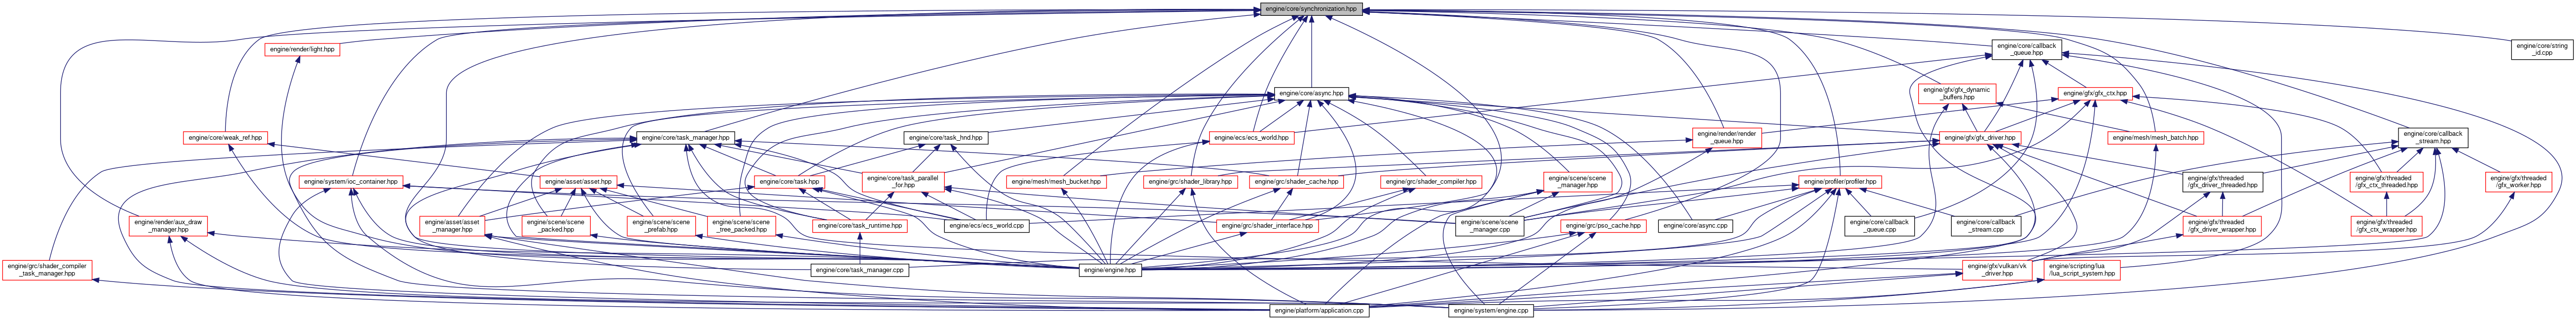 engine/core/synchronization.hpp
engine/render/light.hpp
engine/core/callback
_queue.hpp
engine/core/string
_id.cpp
engine/core/async.hpp
engine/gfx/gfx_dynamic
_buffers.hpp
engine/gfx/gfx_ctx.hpp
engine/core/weak_ref.hpp
engine/core/task_manager.hpp
engine/core/task_hnd.hpp
engine/ecs/ecs_world.hpp
engine/render/render
_queue.hpp
engine/gfx/gfx_driver.hpp
engine/mesh/mesh_batch.hpp
engine/core/callback
_stream.hpp
engine/system/ioc_container.hpp
engine/asset/asset.hpp
engine/core/task.hpp
engine/core/task_parallel
_for.hpp
engine/mesh/mesh_bucket.hpp
engine/grc/shader_library.hpp
engine/grc/shader_cache.hpp
engine/grc/shader_compiler.hpp
engine/scene/scene
_manager.hpp
engine/profiler/profiler.hpp
engine/gfx/threaded
/gfx_driver_threaded.hpp
engine/gfx/threaded
/gfx_ctx_threaded.hpp
engine/gfx/threaded
/gfx_worker.hpp
engine/render/aux_draw
_manager.hpp
engine/asset/asset
_manager.hpp
engine/scene/scene
_packed.hpp
engine/scene/scene
_prefab.hpp
engine/scene/scene
_tree_packed.hpp
engine/core/task_runtime.hpp
engine/ecs/ecs_world.cpp
engine/grc/shader_interface.hpp
engine/scene/scene
_manager.cpp
engine/grc/pso_cache.hpp
engine/core/async.cpp
engine/core/callback
_queue.cpp
engine/core/callback
_stream.cpp
engine/gfx/threaded
/gfx_driver_wrapper.hpp
engine/gfx/threaded
/gfx_ctx_wrapper.hpp
engine/grc/shader_compiler
_task_manager.hpp
engine/core/task_manager.cpp
engine/engine.hpp
engine/gfx/vulkan/vk
_driver.hpp
engine/scripting/lua
/lua_script_system.hpp
engine/platform/application.cpp
engine/system/engine.cpp